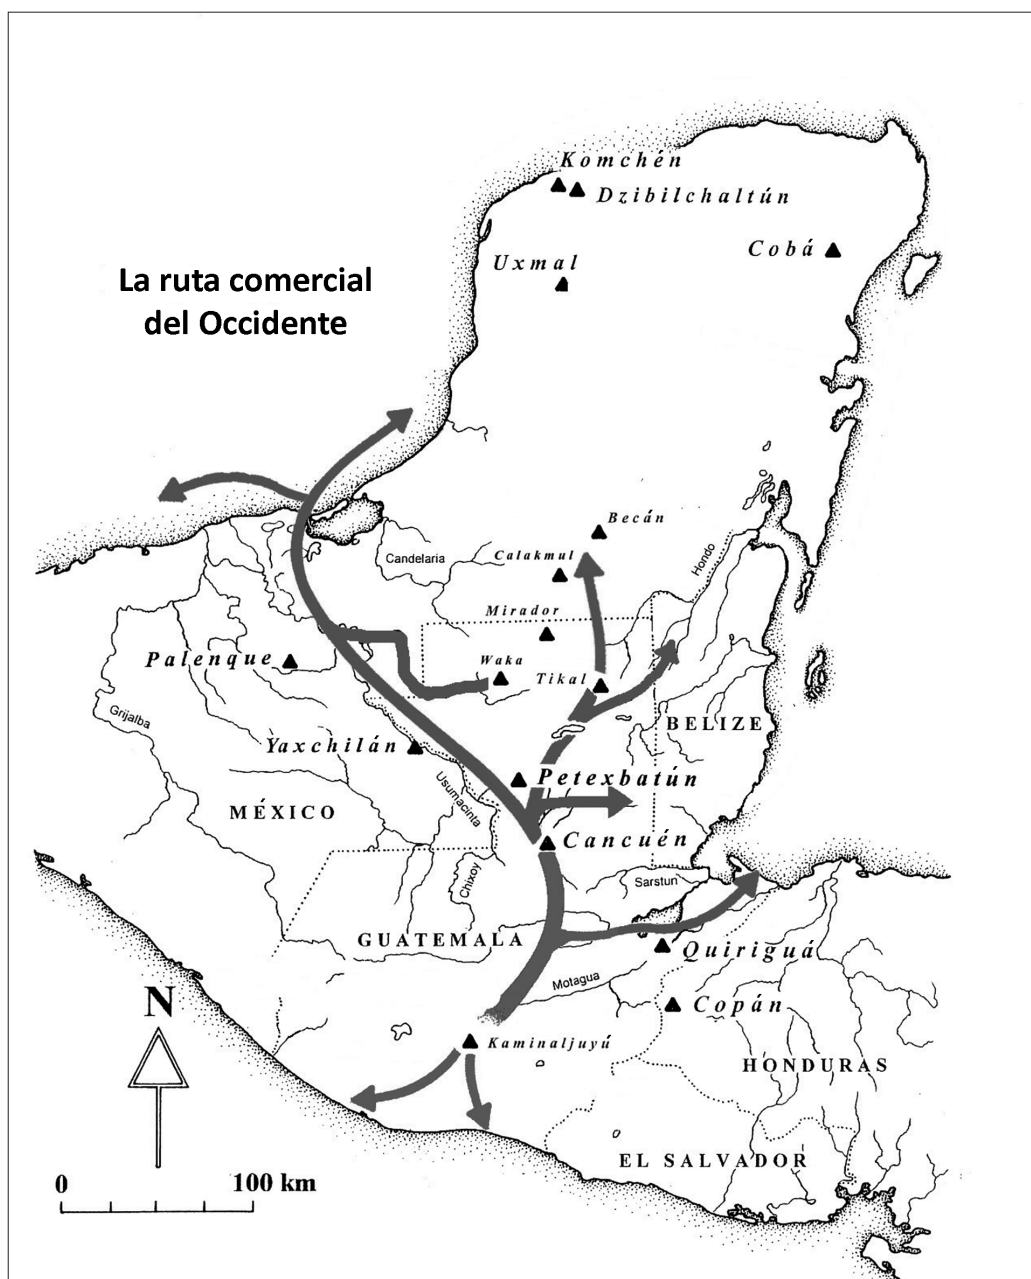 Komchén
Dzibilchaltún
Cobá
Uxmal
La ruta comercial
del Occidente
Becán
Candelaria
Calakmul
Hondo
Mirador
Palenque
Waka
Tikal
Grijalba
BELIZE
Yaxchilán
Petexbatún
Usumacinta
MÉXICO
Cancuén
Chixoy
Sarstun
GUATEMALA
Quiriguá
Motagua
Copán
N
Kaminaljuyú
HONDURAS
EL SALVADOR
0 100 km